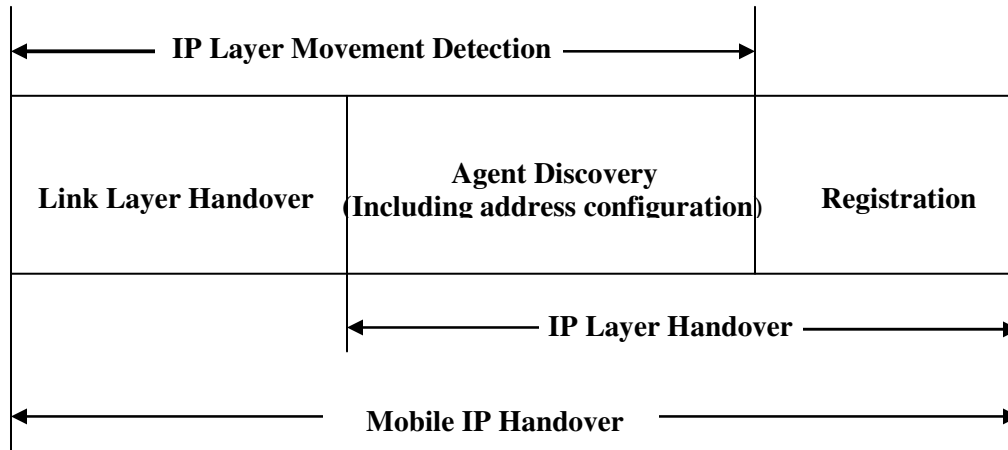 IP Layer Movement Detection
Link Layer Handover
Agent Discovery
(Including address configuration)
Registration
IP Layer Handover
Mobile IP Handover